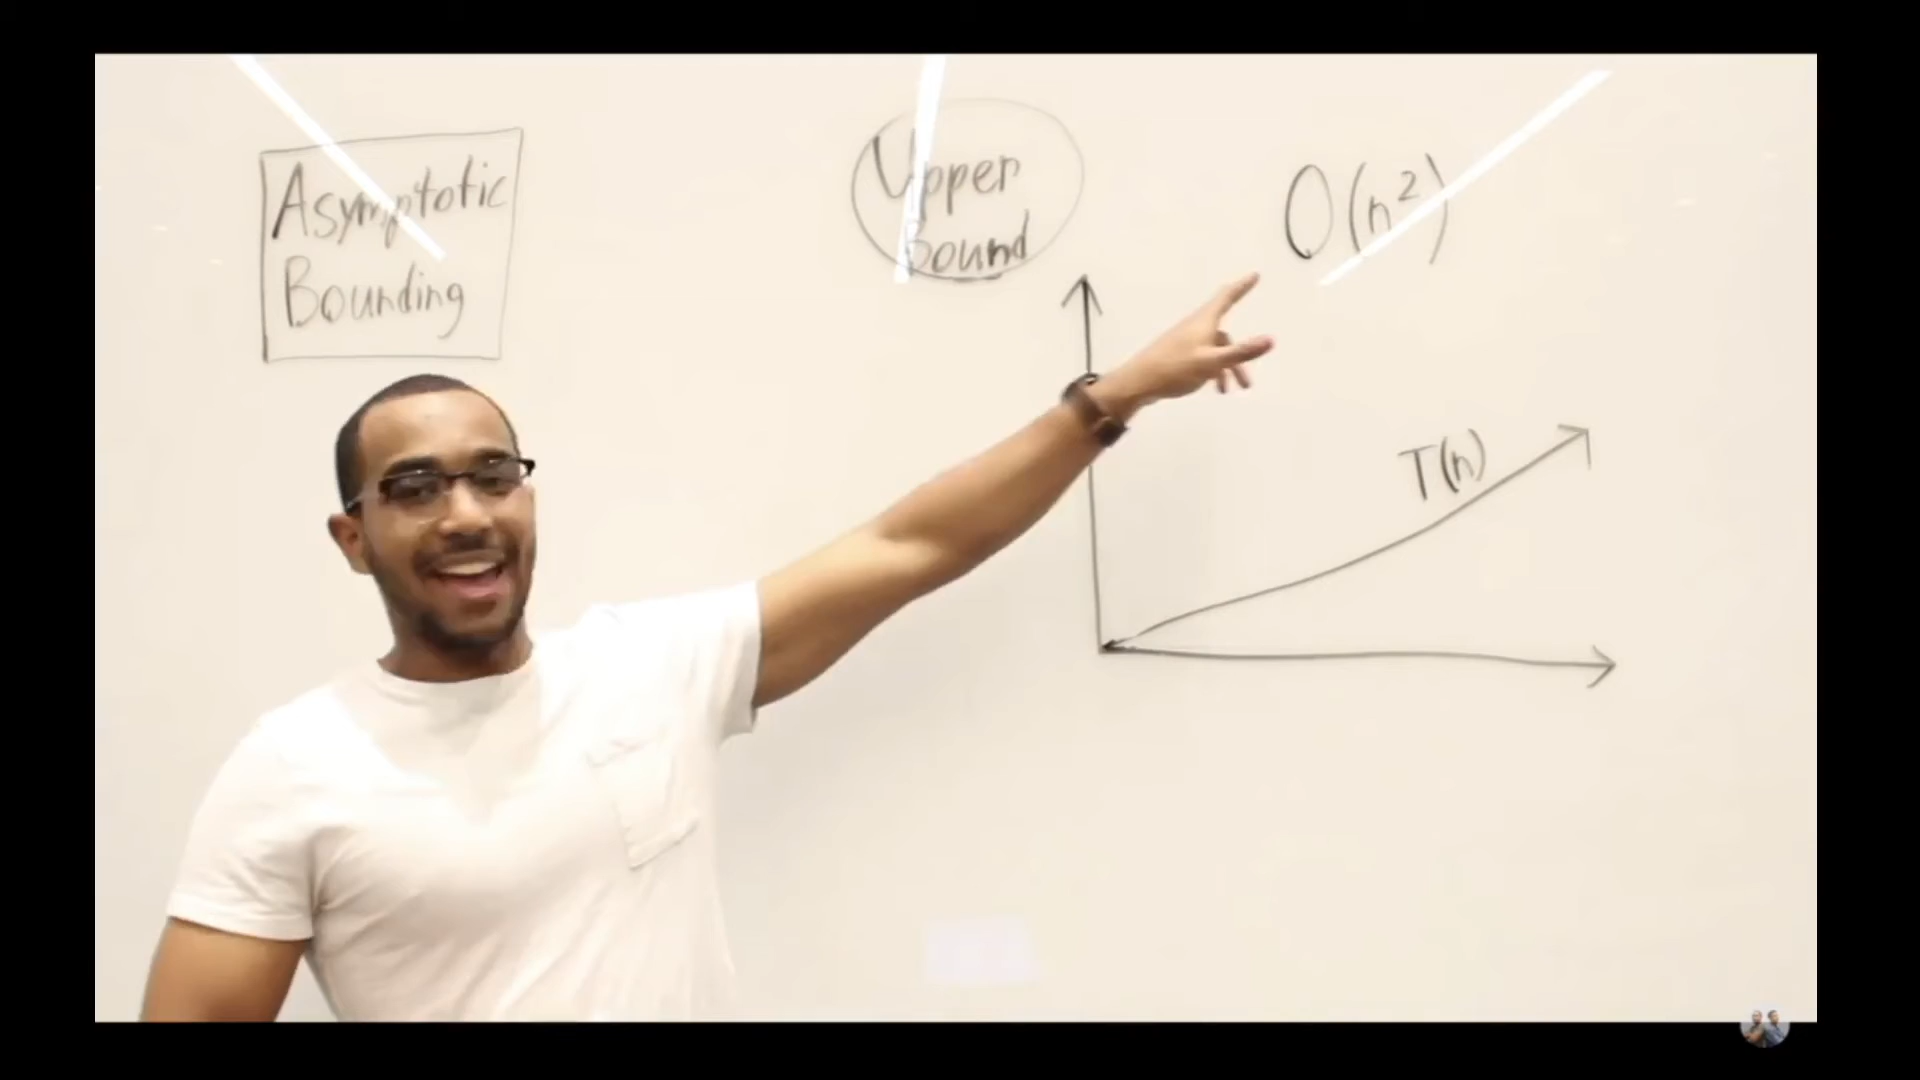 Asymptotic
Bounding
Upper
Bound
O(n²)
T(n)